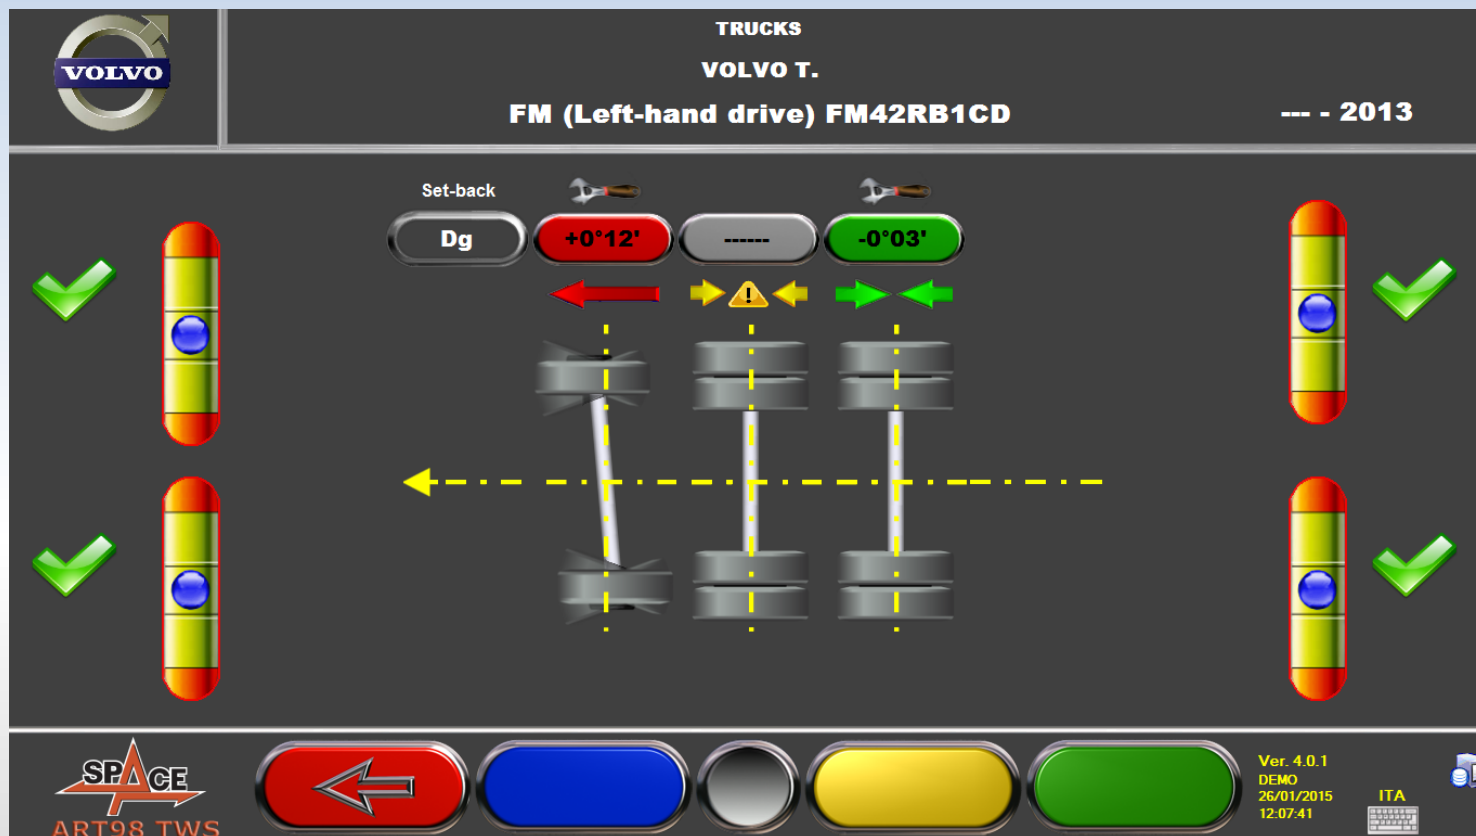 VOLVO
TRUCKS
VOLVO T.
FM (Left-hand drive) FM42RB1CD
--- - 2013
Set-back
Dg
+0°12'
------
-0°03'
!
SPACE
ART98 TWS
Ver. 4.0.1
DEMO
26/01/2015
12:07:41
ITA